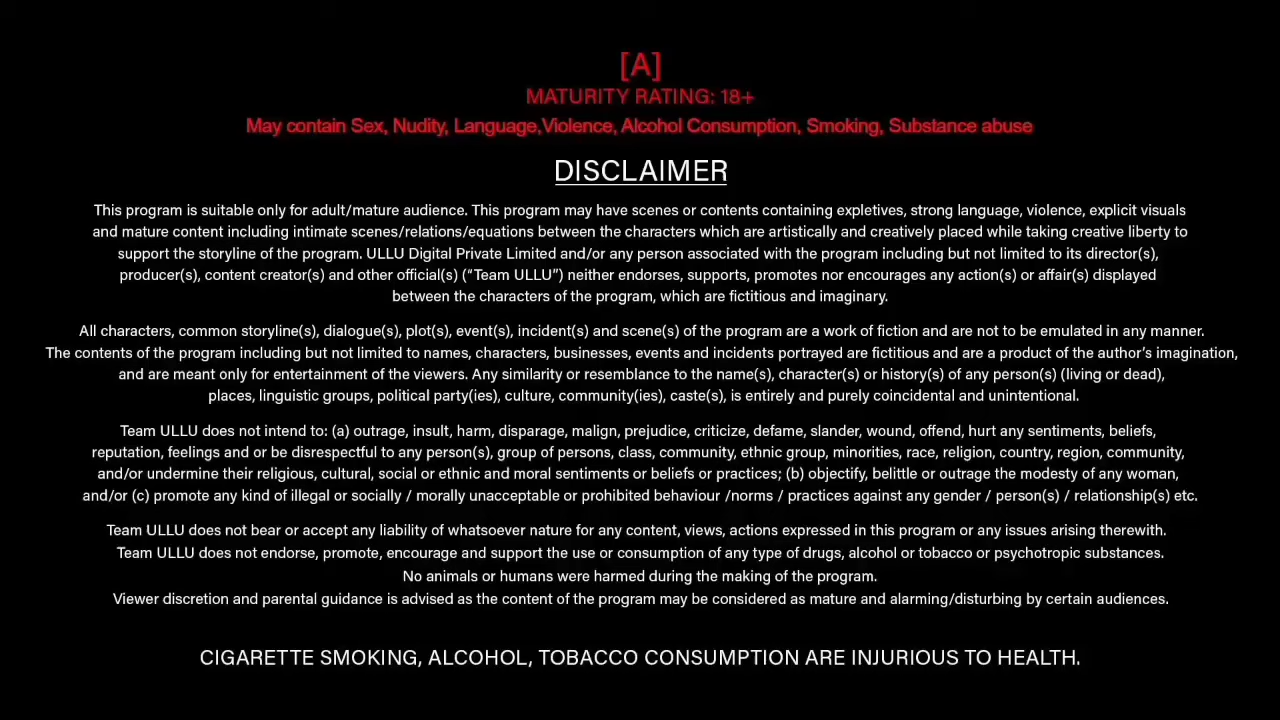 [A]
MATURITY RATING: 18+
May contain Sex, Nudity, Language,Violence, Alcohol Consumption, Smoking, Substance abuse
DISCLAIMER
This program is suitable only for adult/mature audience. This program may have scenes or contents containing expletives, strong language, violence, explicit visuals
and mature content including intimate scenes/relations/equations between the characters which are artistically and creatively placed while taking creative liberty to
support the storyline of the program. ULLU Digital Private Limited and/or any person associated with the program including but not limited to its director(s),
producer(s), content creator(s) and other official(s) (“Team ULLU”) neither endorses, supports, promotes nor encourages any action(s) or affair(s) displayed
between the characters of the program, which are fictitious and imaginary.
All characters, common storyline(s), dialogue(s), plot(s), event(s), incident(s) and scene(s) of the program are a work of fiction and are not to be emulated in any manner.
The contents of the program including but not limited to names, characters, businesses, events and incidents portrayed are fictitious and are a product of the author’s imagination,
and are meant only for entertainment of the viewers. Any similarity or resemblance to the name(s), character(s) or history(s) of any person(s) (living or dead),
places, linguistic groups, political party(ies), culture, community(ies), caste(s), is entirely and purely coincidental and unintentional.
Team ULLU does not intend to: (a) outrage, insult, harm, disparage, malign, prejudice, criticize, defame, slander, wound, offend, hurt any sentiments, beliefs,
reputation, feelings and or be disrespectful to any person(s), group of persons, class, community, ethnic group, minorities, race, religion, country, region, community,
and/or undermine their religious, cultural, social or ethnic and moral sentiments or beliefs or practices; (b) objectify, belittle or outrage the modesty of any woman,
and/or (c) promote any kind of illegal or socially / morally unacceptable or prohibited behaviour /norms / practices against any gender / person(s) / relationship(s) etc.
Team ULLU does not bear or accept any liability of whatsoever nature for any content, views, actions expressed in this program or any issues arising therewith.
Team ULLU does not endorse, promote, encourage and support the use or consumption of any type of drugs, alcohol or tobacco or psychotropic substances.
No animals or humans were harmed during the making of the program.
Viewer discretion and parental guidance is advised as the content of the program may be considered as mature and alarming/disturbing by certain audiences.
CIGARETTE SMOKING, ALCOHOL, TOBACCO CONSUMPTION ARE INJURIOUS TO HEALTH.